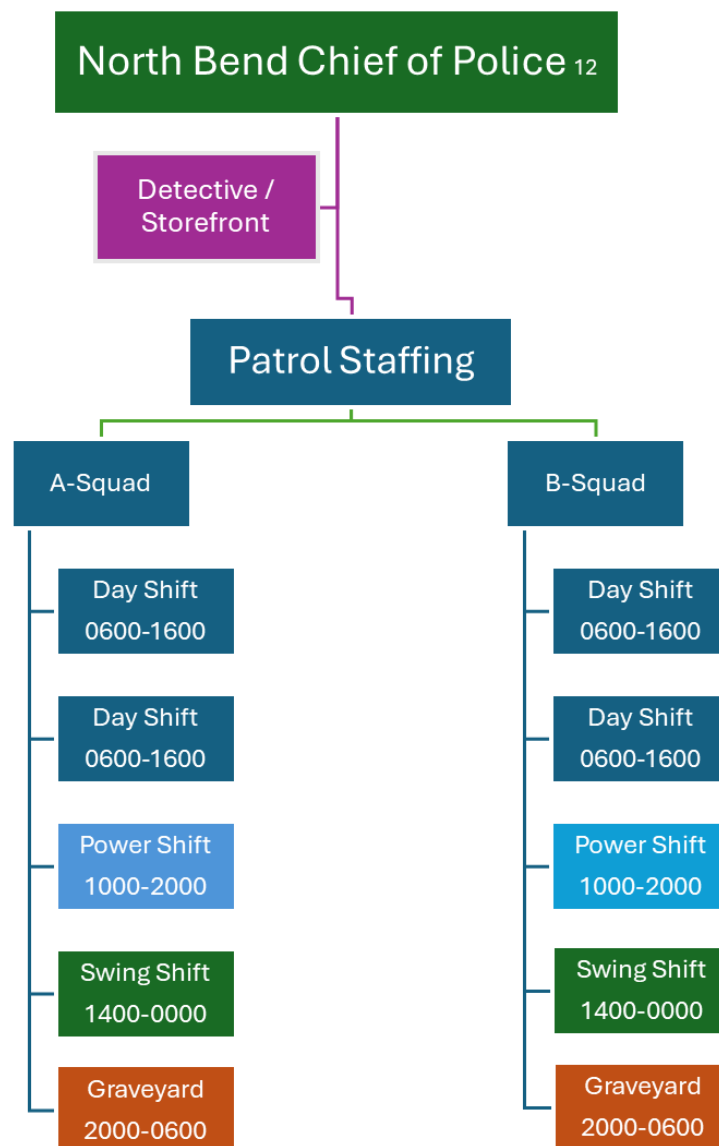 North Bend Chief of Police 12
Detective /
Storefront
Patrol Staffing
A-Squad
Day Shift
0600-1600
Day Shift
0600-1600
Power Shift
1000-2000
Swing Shift
1400-0000
Graveyard
2000-0600
B-Squad
Day Shift
0600-1600
Day Shift
0600-1600
Power Shift
1000-2000
Swing Shift
1400-0000
Graveyard
2000-0600